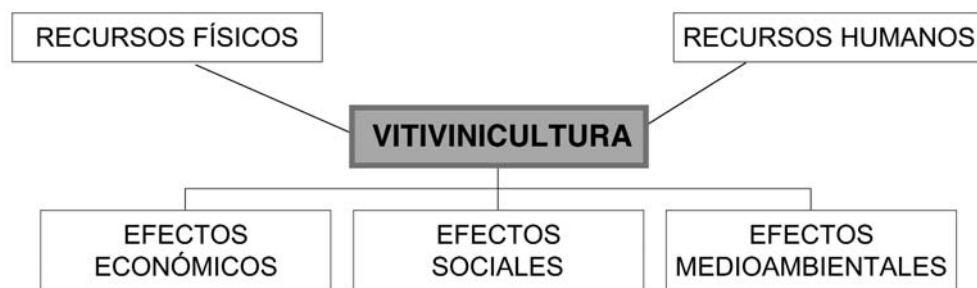 RECURSOS FÍSICOS
RECURSOS HUMANOS
VITIVINICULTURA
EFECTOS
ECONÓMICOS
EFECTOS
SOCIALES
EFECTOS
MEDIOAMBIENTALES